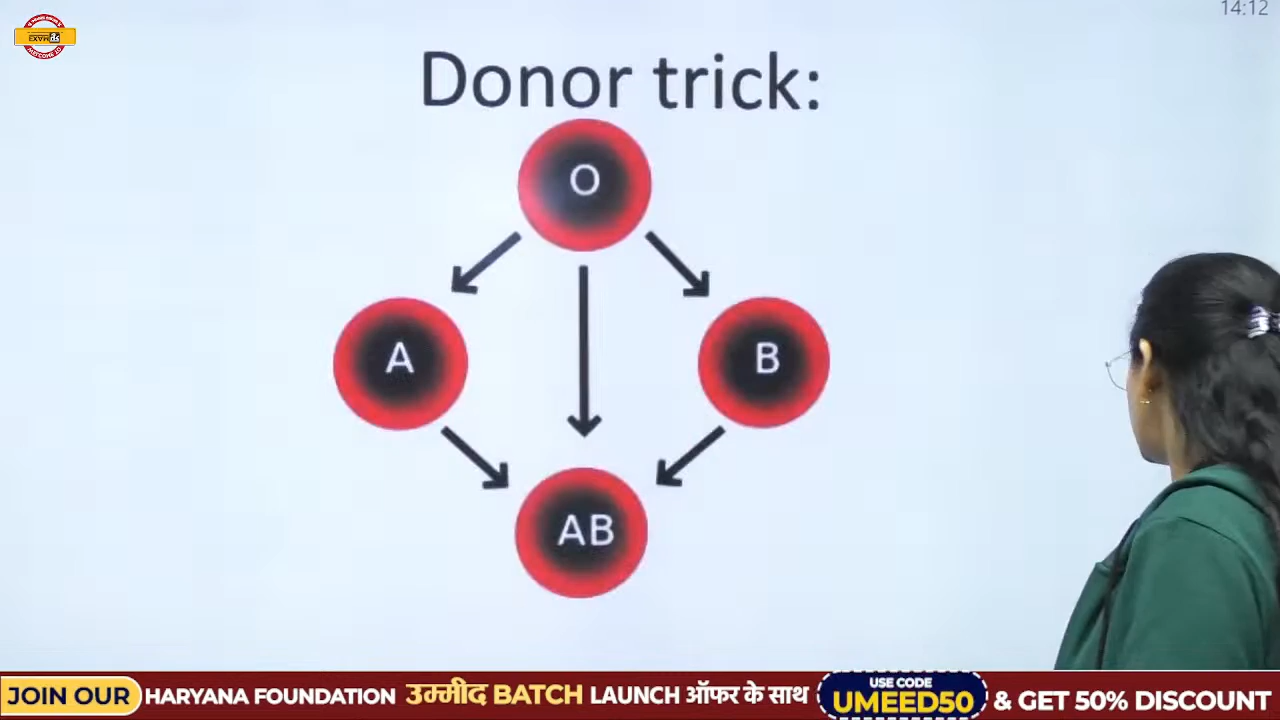 14:12
Donor trick:
O
A
B
AB
JOIN OUR HARYANA FOUNDATION उम्मीद BATCH LAUNCH ऑफर के साथ USE CODE UMEED50 & GET 50% DISCOUNT